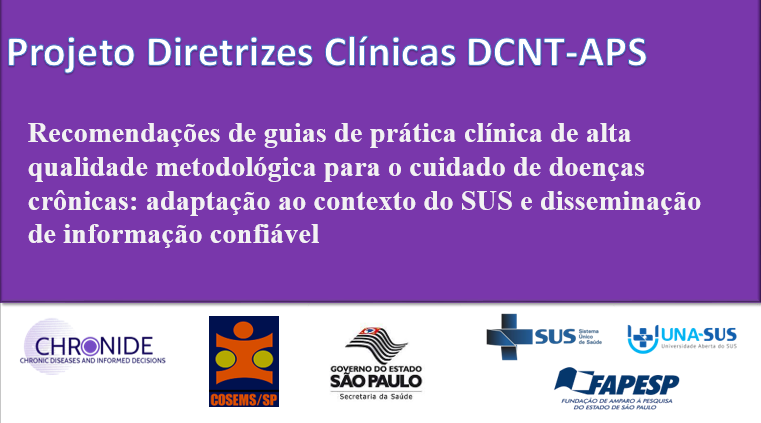 Projeto Diretrizes Clínicas DCNT-APS
Recomendações de guias de prática clínica de alta
qualidade metodológica para o cuidado de doenças
crônicas: adaptação ao contexto do SUS e disseminação
de informação confiável
CHRONIDE
CHRONIC DISEASES AND INFORMED DECISIONS
COSEMS/SP
GOVERNO DO ESTADO
SÃO PAULO
Secretaria da Saúde
SUS
Sistema
Único
de Saúde
UNA-SUS
Universidade Aberta do SUS
FAPESP
FUNDAÇÃO DE AMPARO À PESQUISA
DO ESTADO DE SÃO PAULO